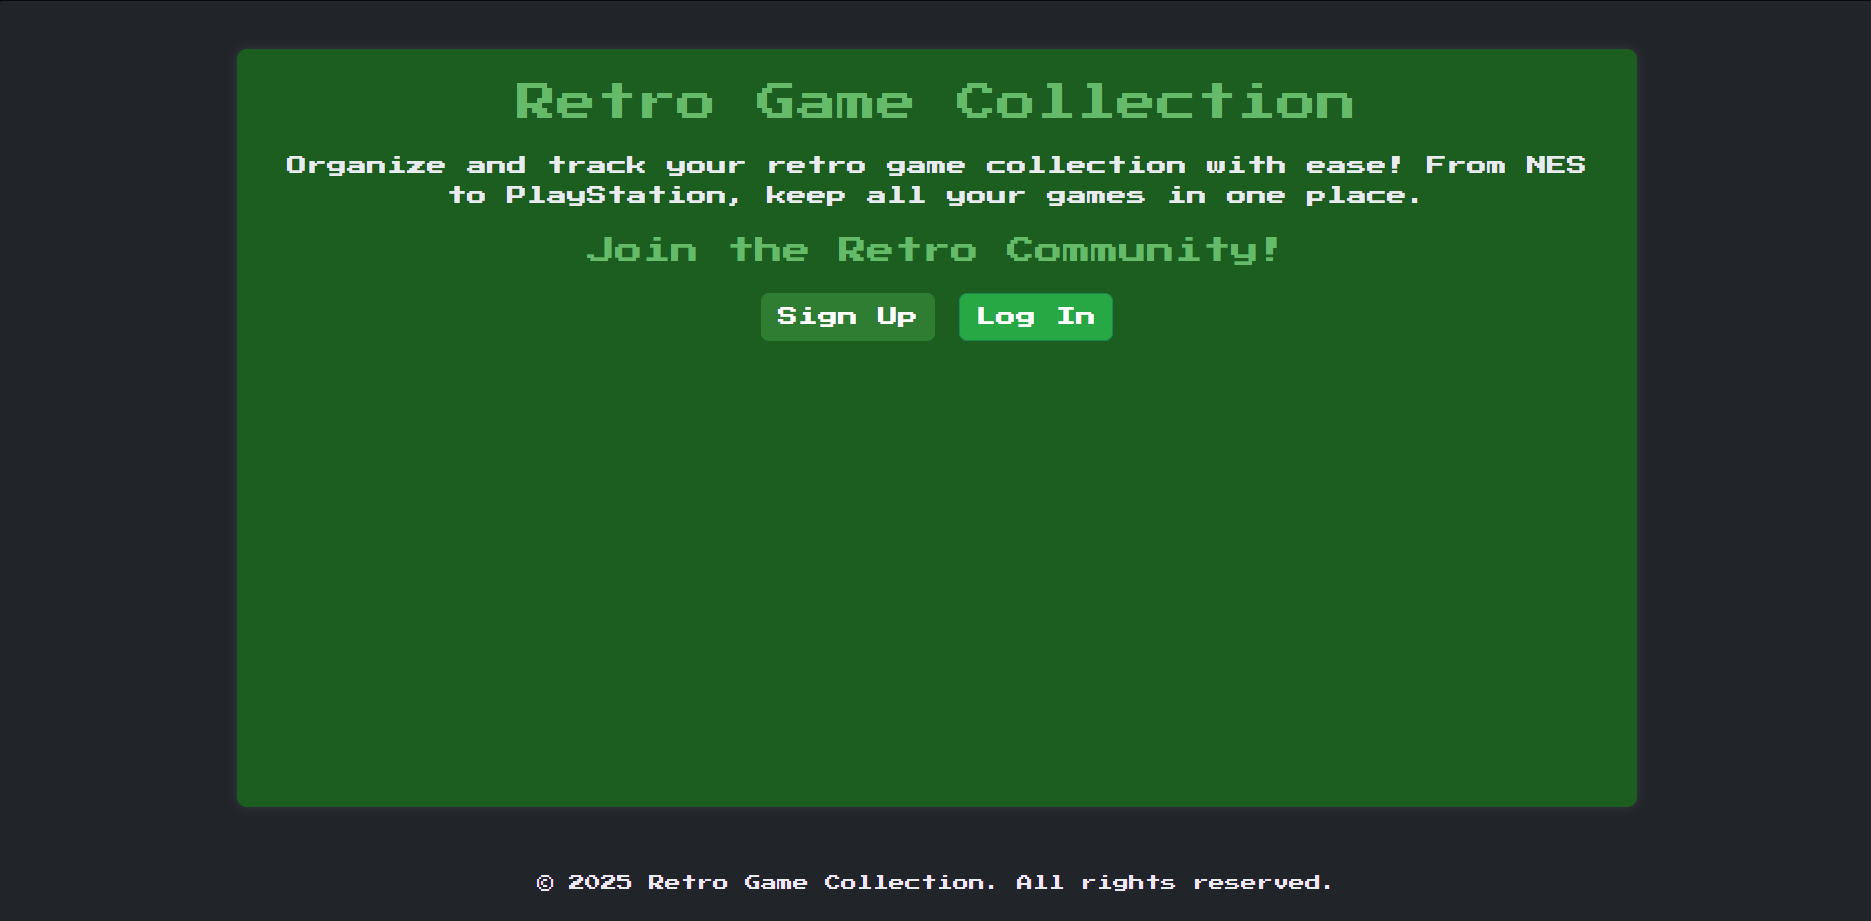 Retro Game Collection
Organize and track your retro game collection with ease! From NES
to PlayStation, keep all your games in one place.
Join the Retro Community!
Sign Up
Log In
© 2025 Retro Game Collection. All rights reserved.